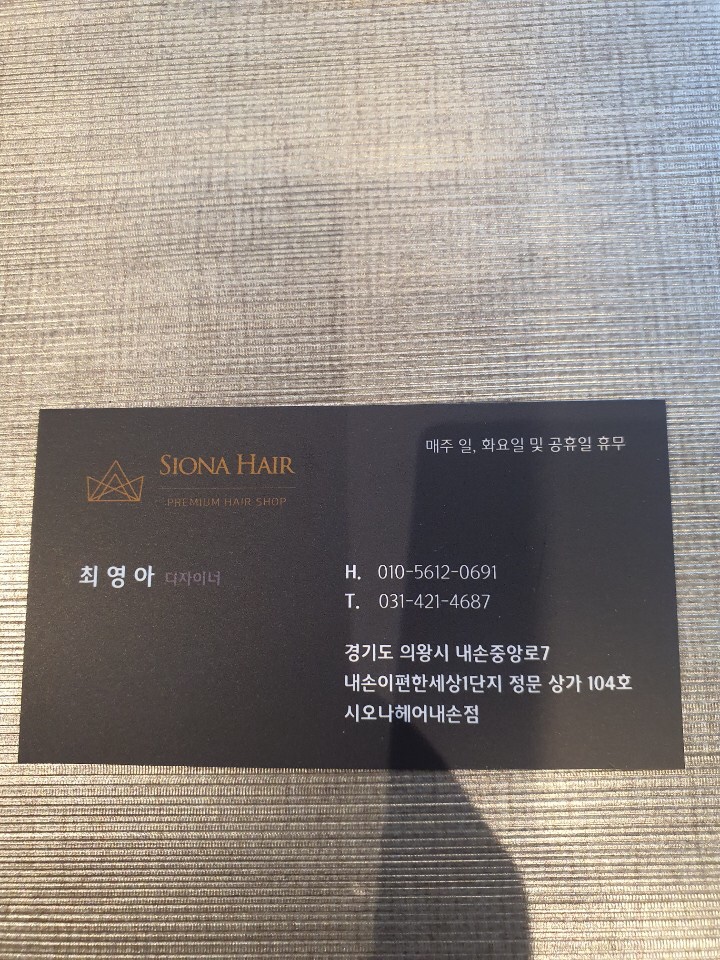 매주 일, 화요일 및 공휴일 휴무
SIONA HAIR
PREMIUM HAIR SHOP
최영아 디자이너
H. 010-5612-0691
T. 031-421-4687
경기도 의왕시 내손중앙로7
내손이편한세상1단지 정문 상가 104호
시오나헤어내손점